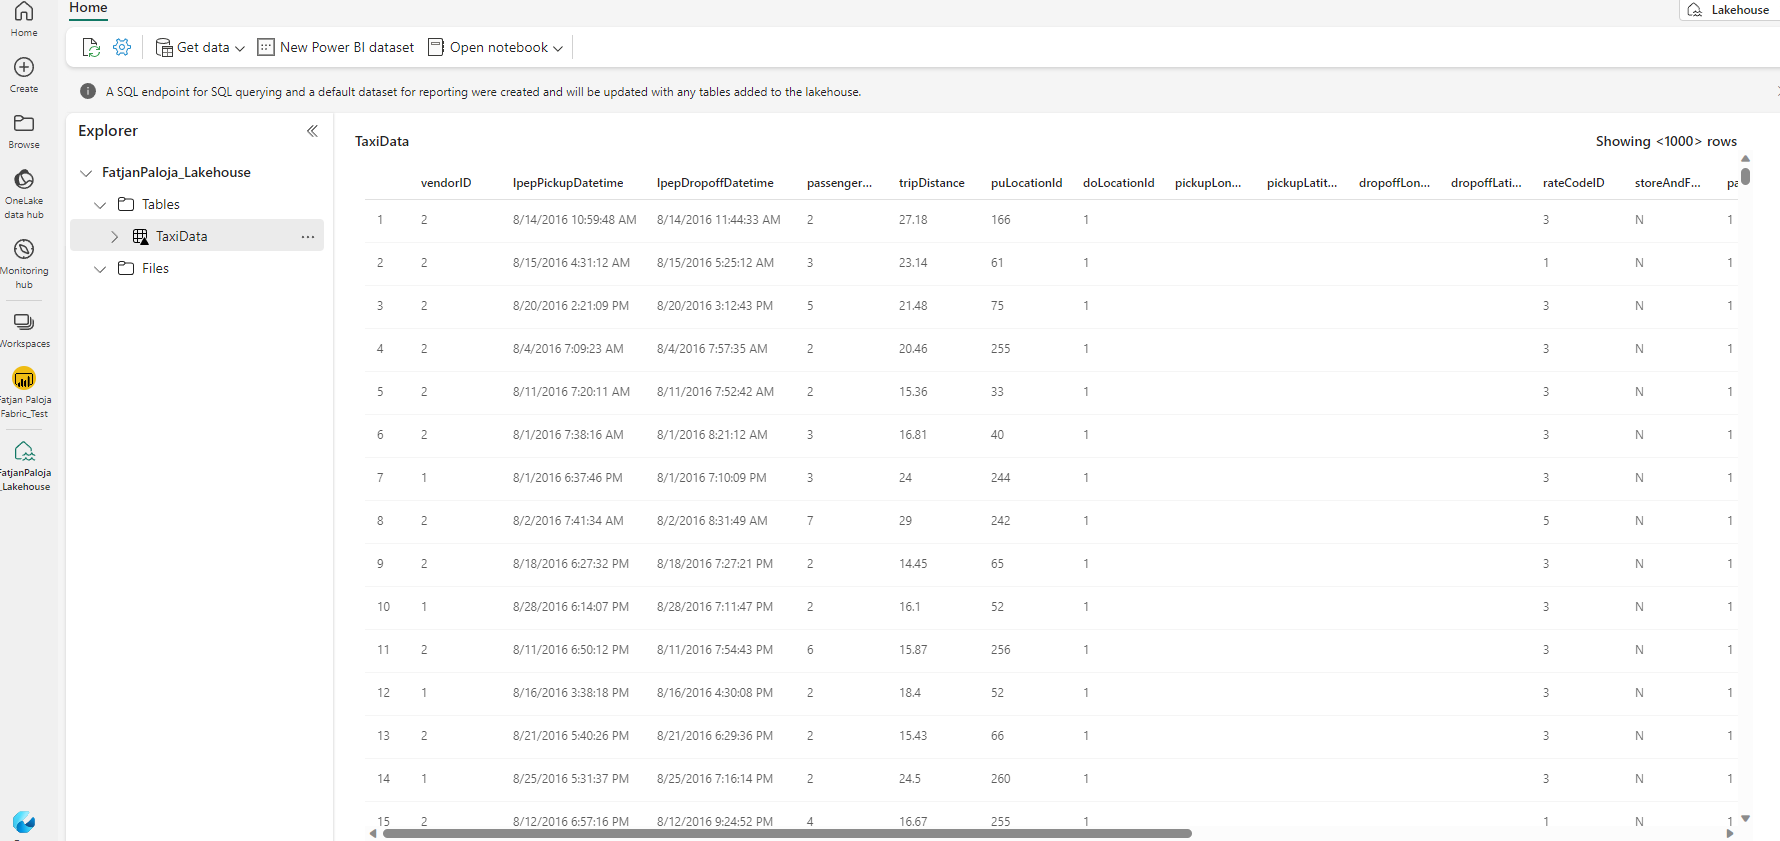 Home
Lakehouse
Get data
New Power BI dataset
Open notebook
A SQL endpoint for SQL querying and a default dataset for reporting were created and will be updated with any tables added to the lakehouse.
Home
Create
Browse
OneLake
data hub
Monitoring
hub
Workspaces
Fatjan Paloja
Fabric_Test
FatjanPaloja
_Lakehouse
Explorer
FatjanPaloja_Lakehouse
Tables
TaxiData
...
Files
TaxiData
Showing <1000> rows
vendorID lpepPickupDatetime lpepDropoffDatetime passenger... tripDistance puLocationId doLocationId pickupLon... pickupLatit... dropoffLon... dropoffLati... rateCodeID storeAndF... pa
1 2 8/14/2016 10:59:48 AM 8/14/2016 11:44:33 AM 2 27.18 166 1 3 N 1
2 2 8/15/2016 4:31:12 AM 8/15/2016 5:25:12 AM 3 23.14 61 1 1 N 1
3 2 8/20/2016 2:21:09 PM 8/20/2016 3:12:43 PM 5 21.48 75 1 3 N 1
4 2 8/4/2016 7:09:23 AM 8/4/2016 7:57:35 AM 2 20.46 255 1 3 N 1
5 2 8/11/2016 7:20:11 AM 8/11/2016 7:52:42 AM 2 15.36 33 1 3 N 1
6 2 8/1/2016 7:38:16 AM 8/1/2016 8:21:12 AM 3 16.81 40 1 3 N 1
7 1 8/1/2016 6:37:46 PM 8/1/2016 7:10:09 PM 3 24 244 1 3 N 1
8 2 8/2/2016 7:41:34 AM 8/2/2016 8:31:49 AM 7 29 242 1 5 N 1
9 2 8/18/2016 6:27:32 PM 8/18/2016 7:27:21 PM 2 14.45 65 1 3 N 1
10 1 8/28/2016 6:14:07 PM 8/28/2016 7:11:47 PM 2 16.1 52 1 3 N 1
11 2 8/11/2016 6:50:12 PM 8/11/2016 7:54:43 PM 6 15.87 256 1 3 N 1
12 1 8/16/2016 3:38:18 PM 8/16/2016 4:30:08 PM 2 18.4 52 1 3 N 1
13 2 8/21/2016 5:40:26 PM 8/21/2016 6:29:36 PM 2 15.43 66 1 3 N 1
14 1 8/25/2016 5:31:37 PM 8/25/2016 7:16:14 PM 2 24.5 260 1 3 N 1
15 2 8/12/2016 6:57:16 PM 8/12/2016 9:24:52 PM 4 16.67 255 1 1 N 1